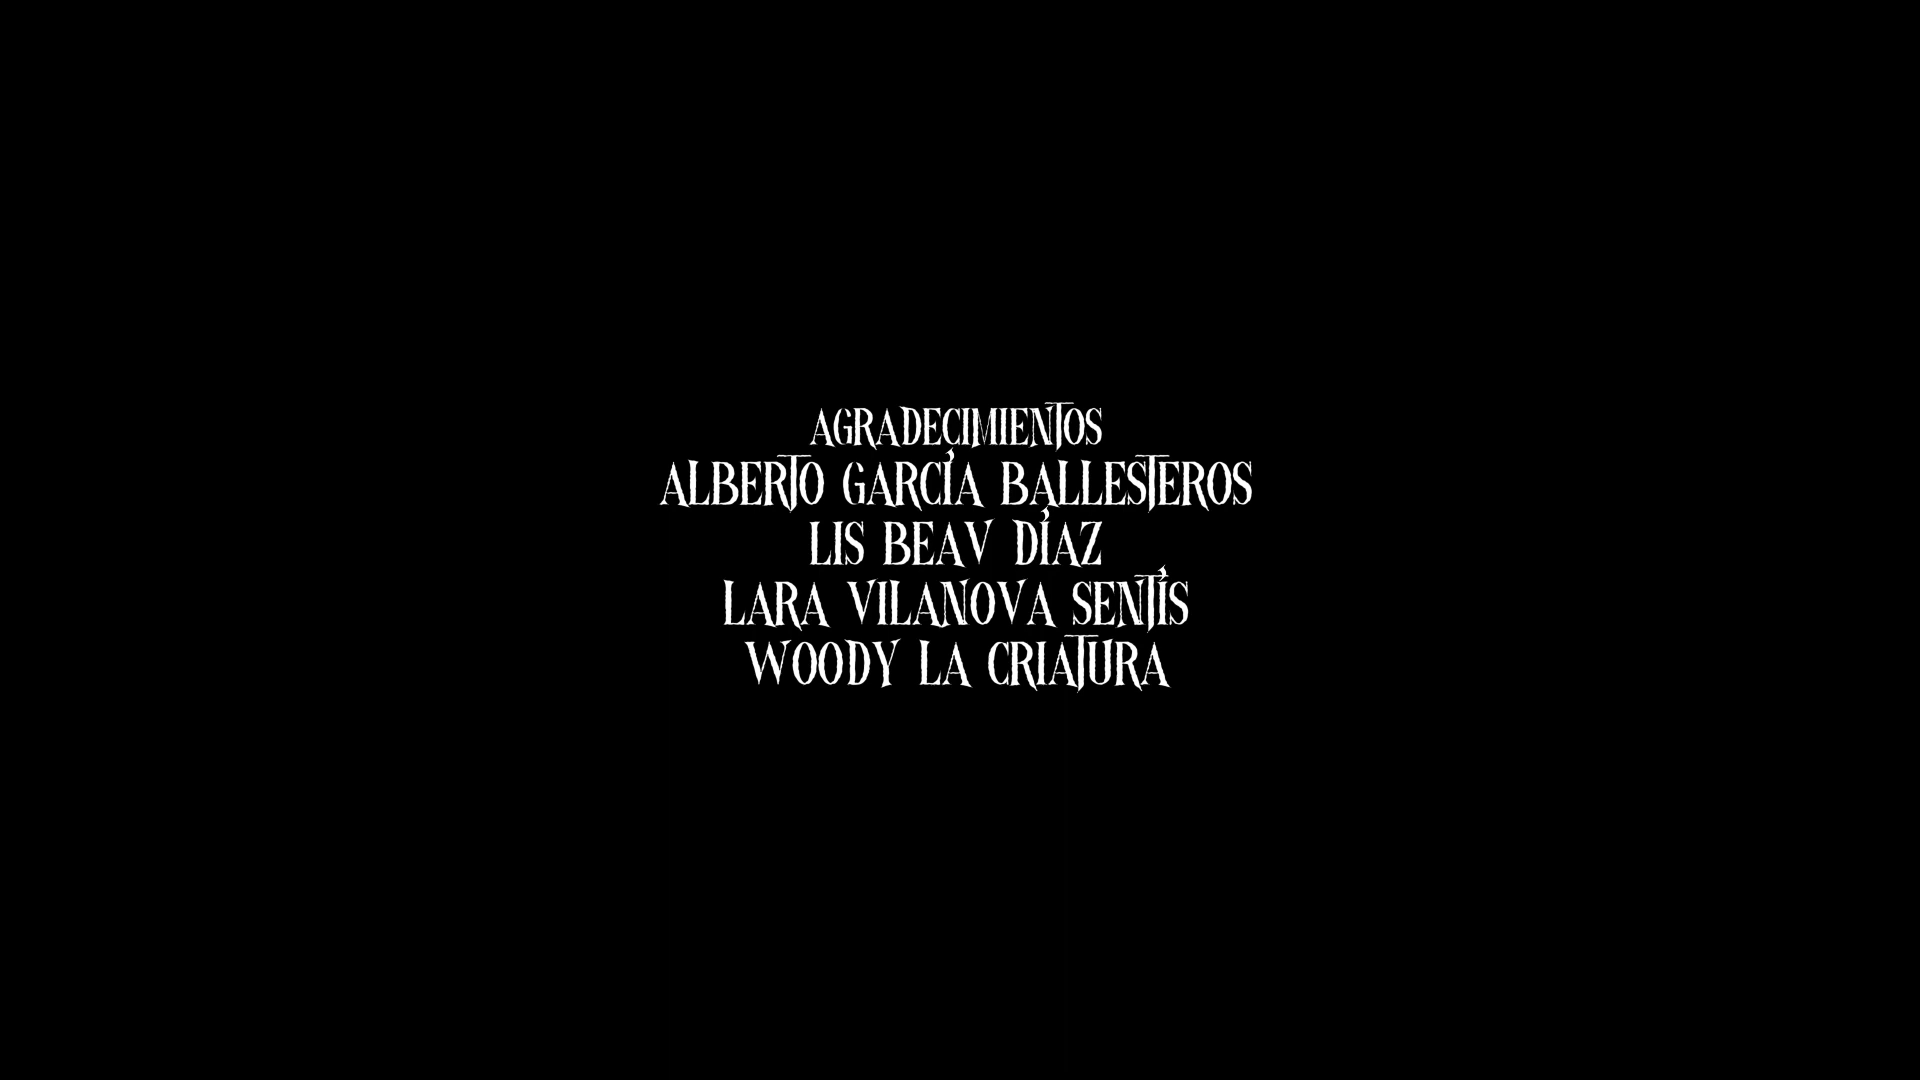 AGRADECIMIENTOS
ALBERTO GARCÍA BALLESTEROS
LIS BEAV DÍAZ
LARA VILANOVA SENTÍS
WOODY LA CRIATURA